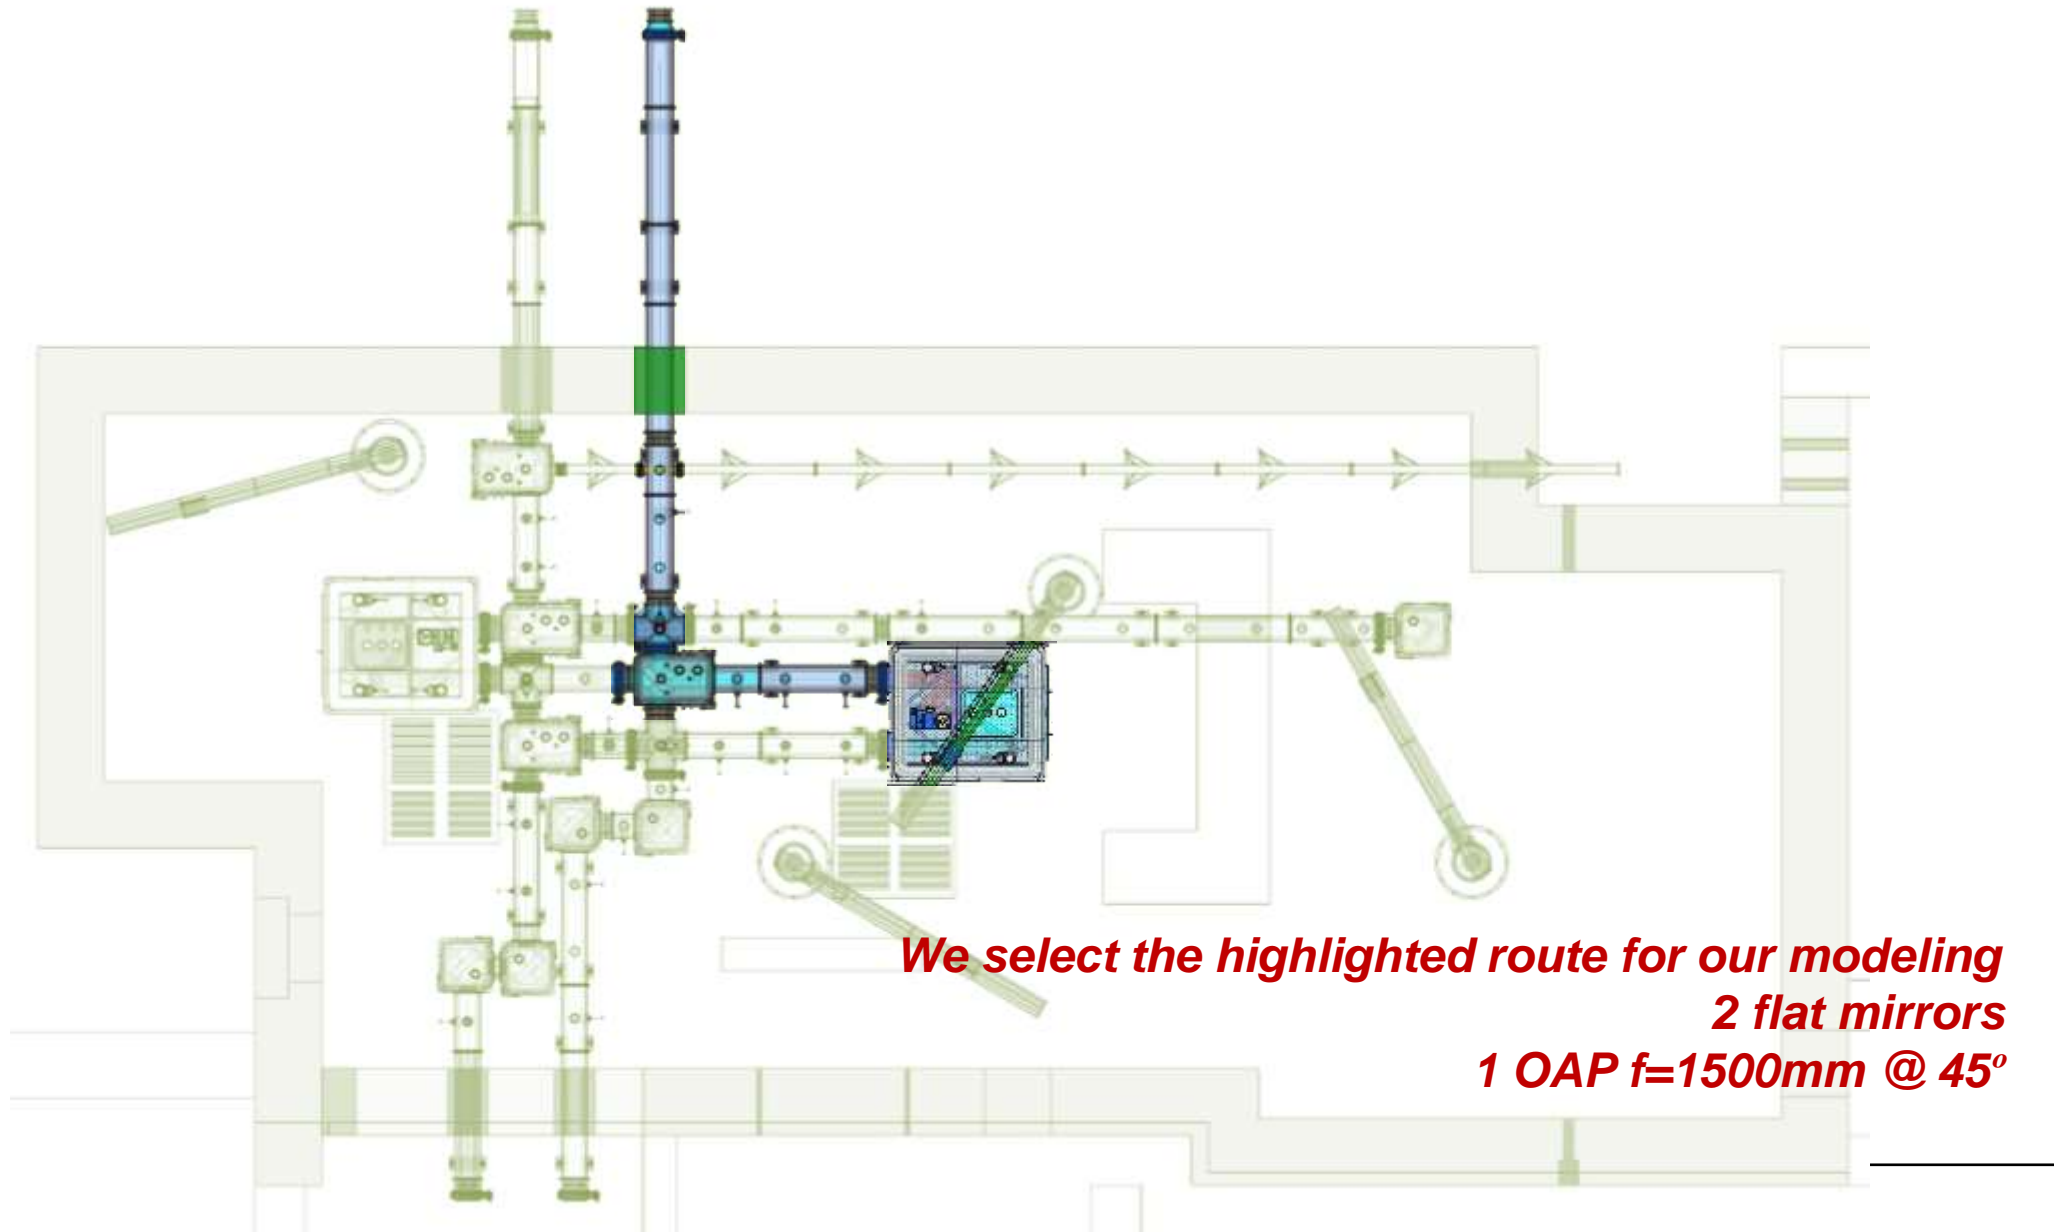 We select the highlighted route for our modeling
2 flat mirrors
1 OAP f=1500mm @ 45º